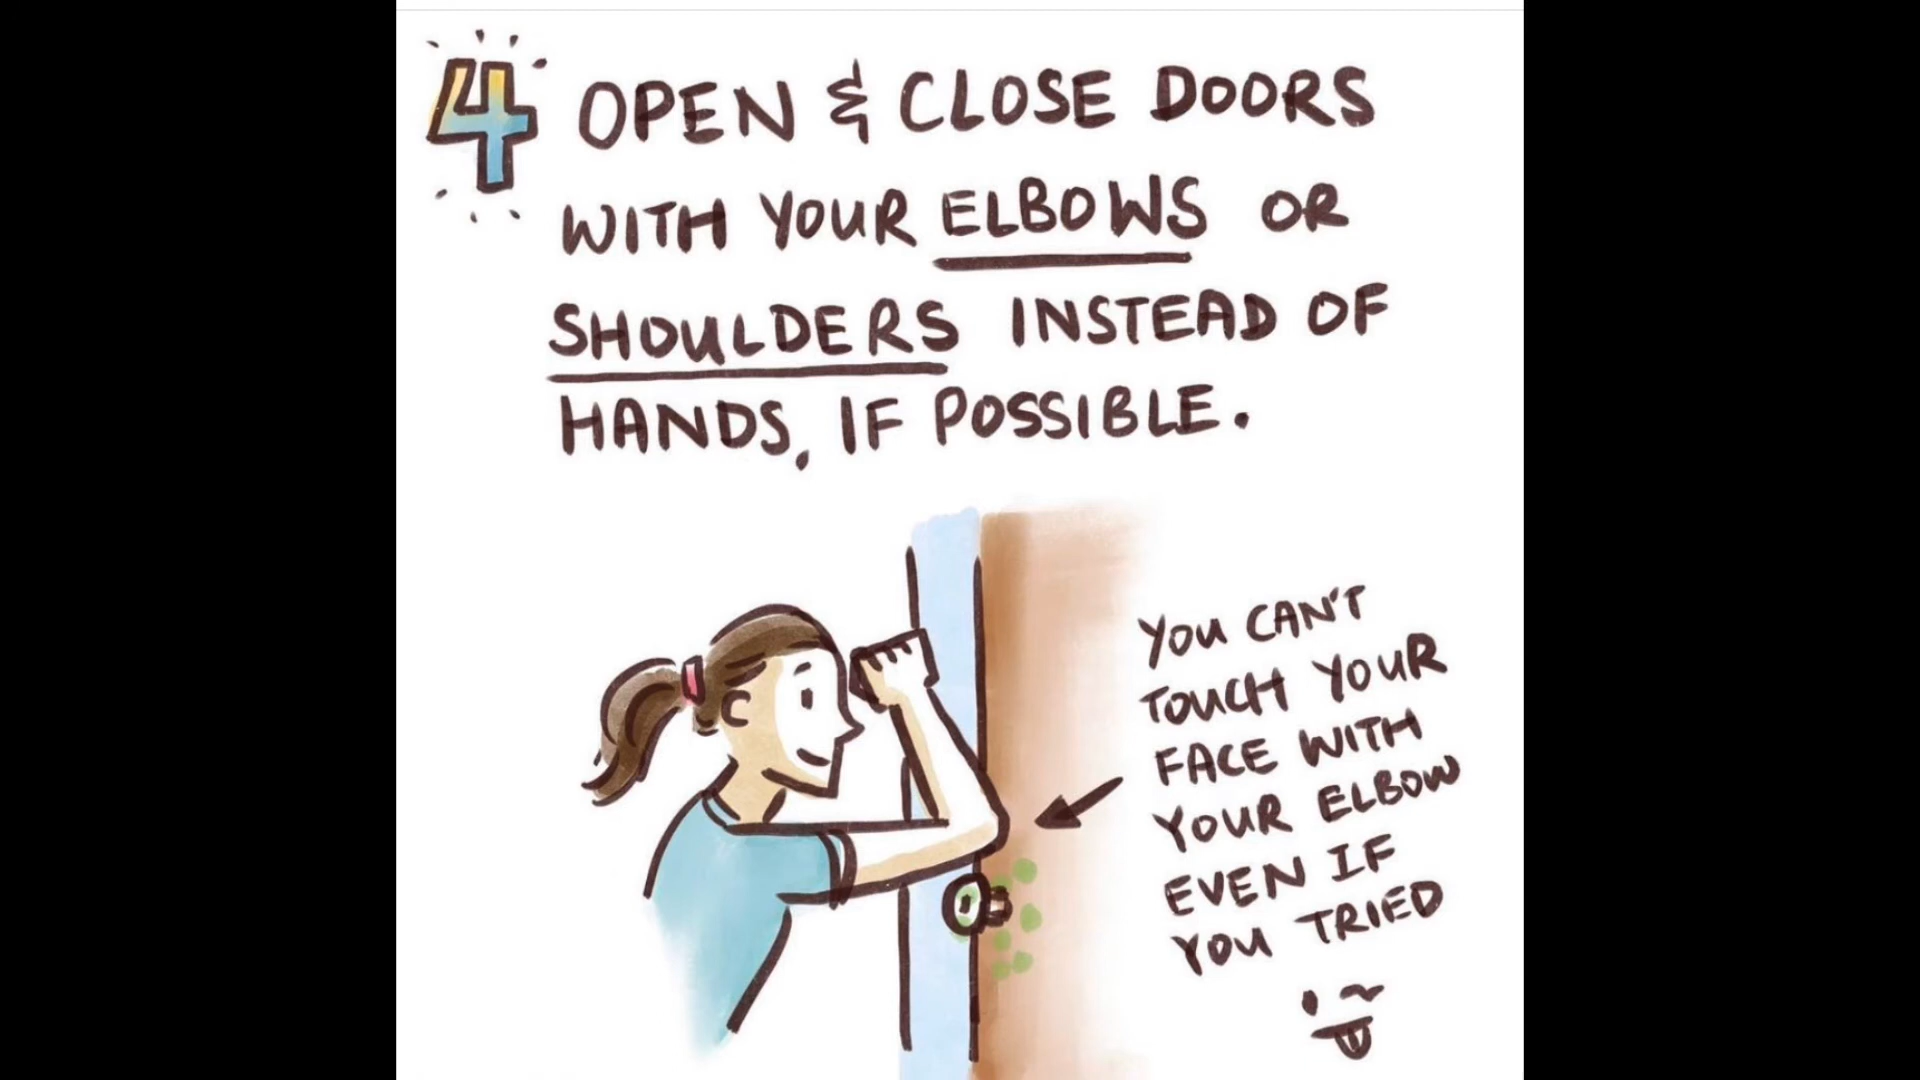 4 OPEN & CLOSE DOORS
WITH YOUR ELBOWS OR
SHOULDERS INSTEAD OF
HANDS, IF POSSIBLE.
YOU CAN'T
TOUCH YOUR
FACE WITH
YOUR ELBOW
EVEN IF
YOU TRIED